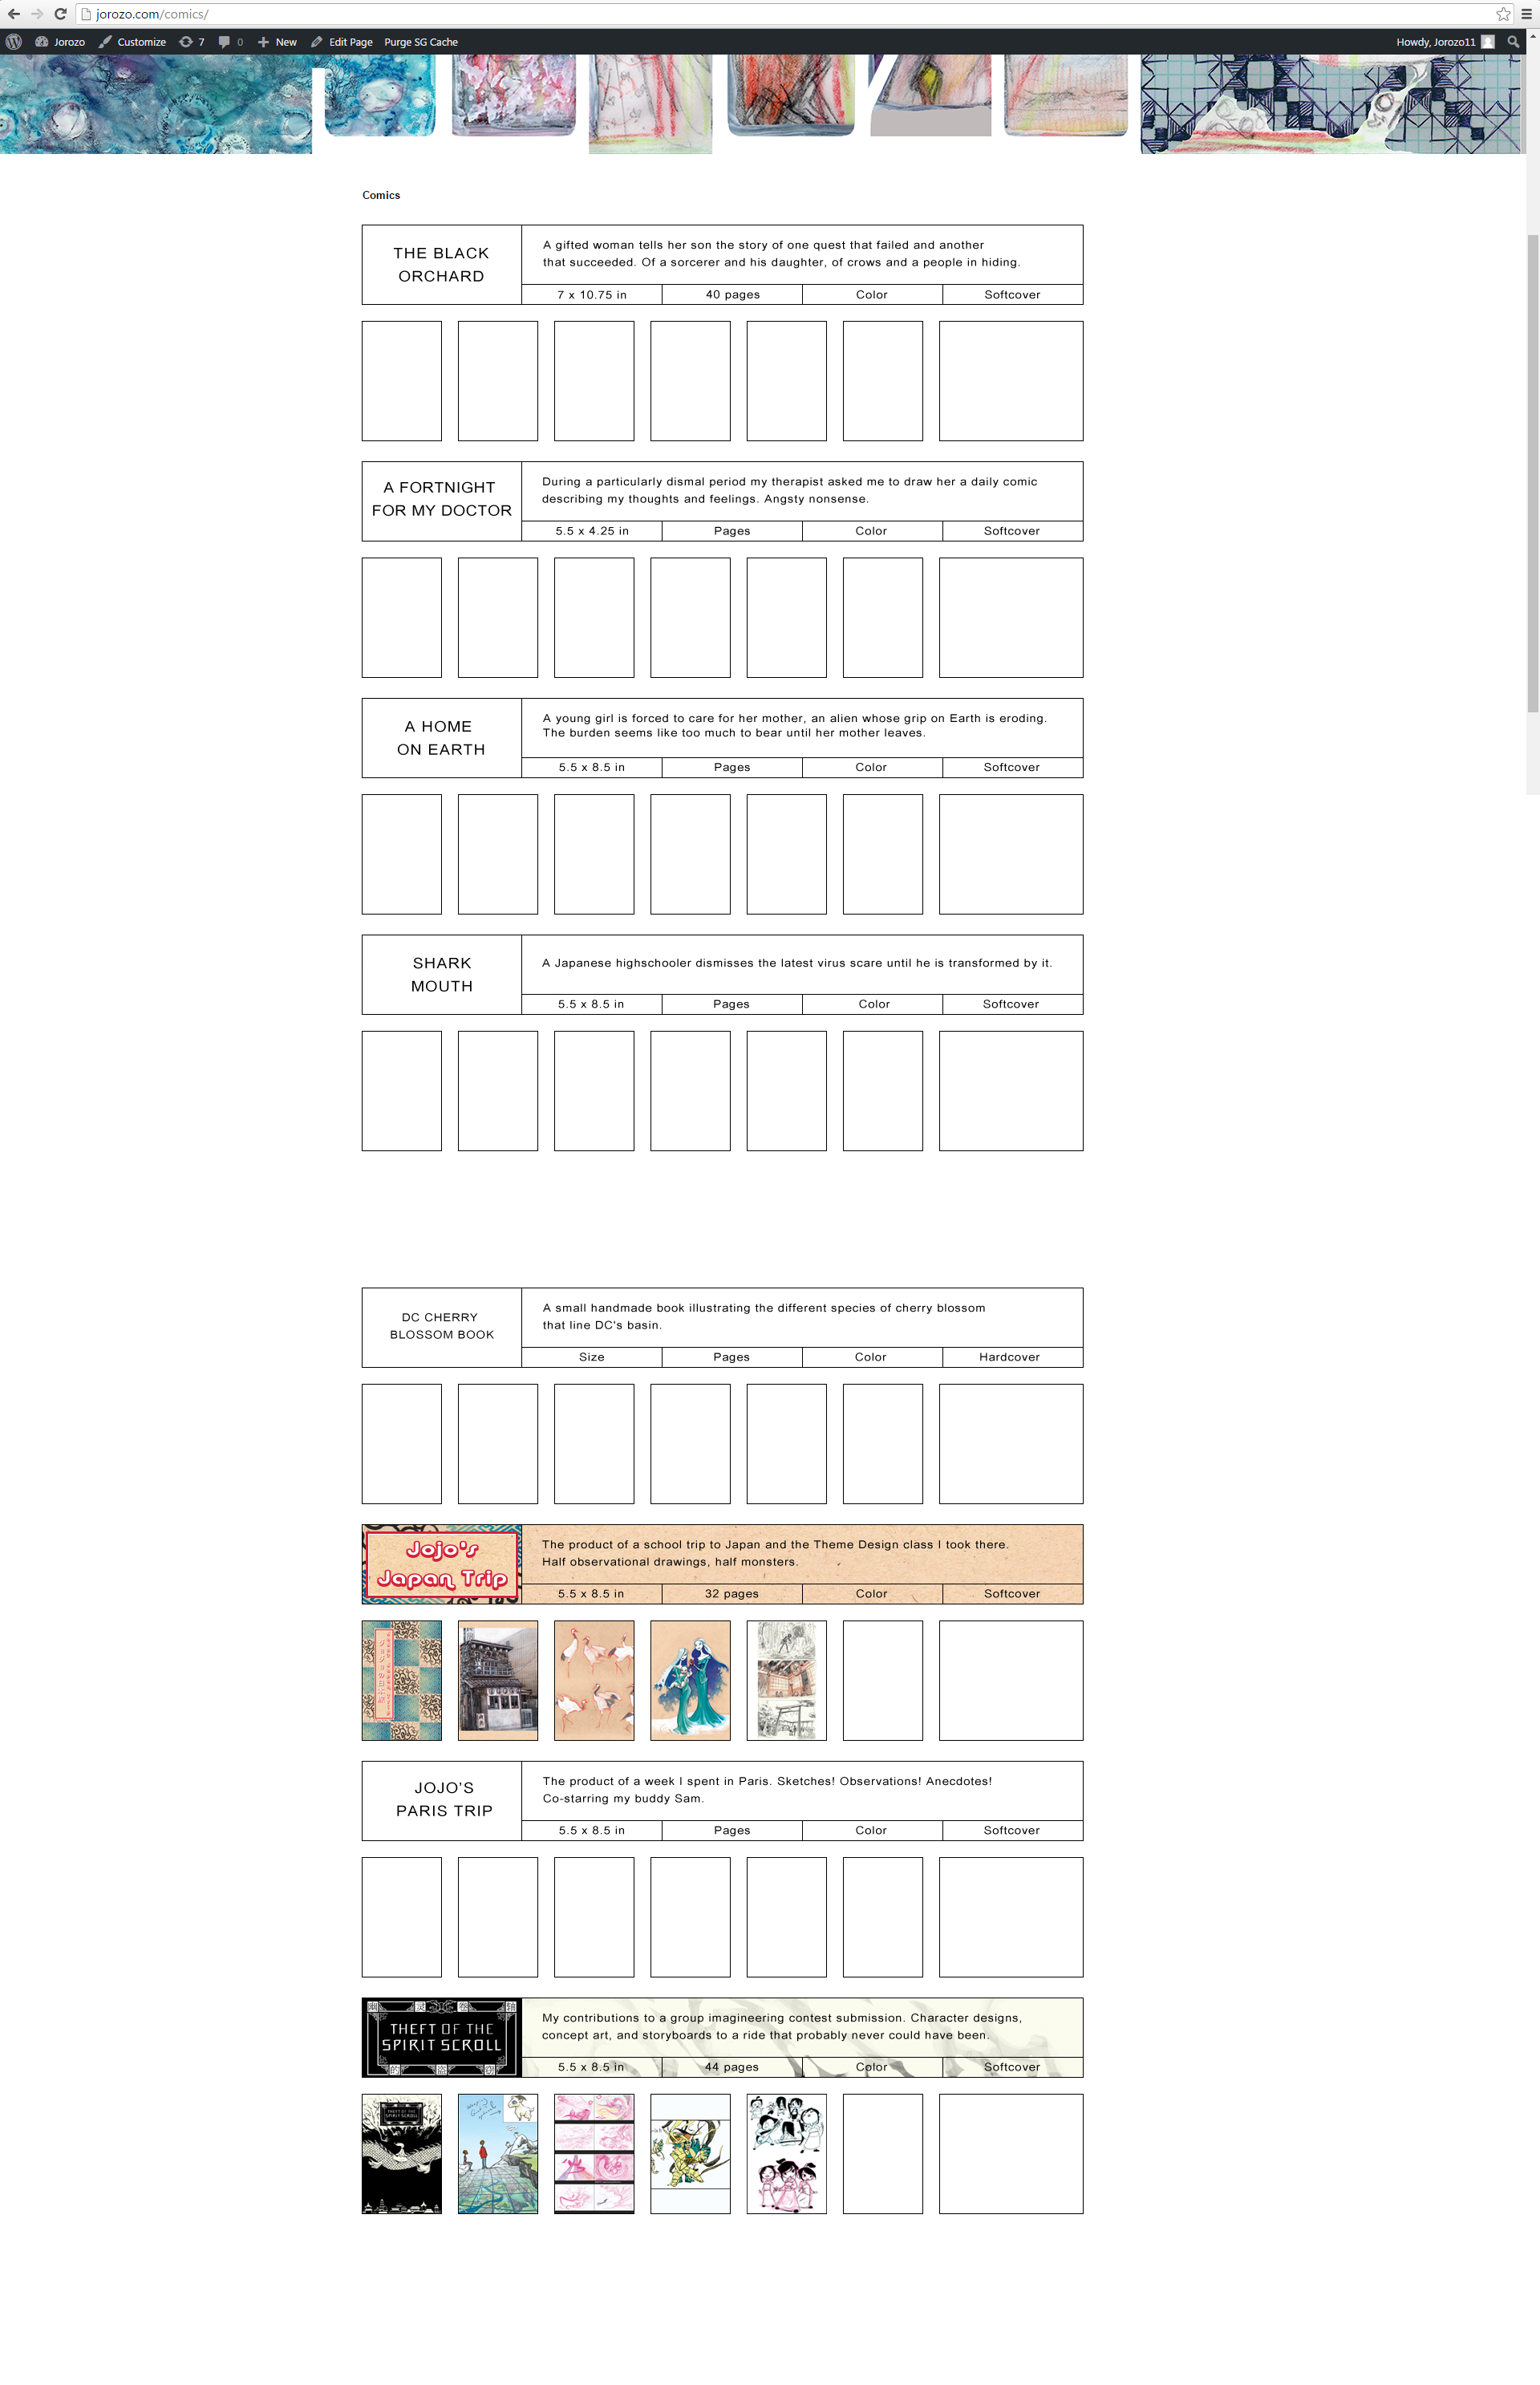 jorozo.com/comics/
Jorozo Customize 7 0 New Edit Page Purge SG Cache Howdy, Jorozo11
Comics
THE BLACK
ORCHARD
A gifted woman tells her son the story of one quest that failed and another
that succeeded. Of a sorcerer and his daughter, of crows and a people in hiding.
7 x 10.75 in 40 pages Color Softcover
A FORTNIGHT
FOR MY DOCTOR
During a particularly dismal period my therapist asked me to draw her a daily comic
describing my thoughts and feelings. Angsty nonsense.
5.5 x 4.25 in Pages Color Softcover
A HOME
ON EARTH
A young girl is forced to care for her mother, an alien whose grip on Earth is eroding.
The burden seems like too much to bear until her mother leaves.
5.5 x 8.5 in Pages Color Softcover
SHARK
MOUTH
A Japanese highschooler dismisses the latest virus scare until he is transformed by it.
5.5 x 8.5 in Pages Color Softcover
DC CHERRY
BLOSSOM BOOK
A small handmade book illustrating the different species of cherry blossom
that line DC's basin.
Size Pages Color Hardcover
Jojo's
Japan Trip
The product of a school trip to Japan and the Theme Design class I took there.
Half observational drawings, half monsters.
5.5 x 8.5 in 32 pages Color Softcover
JOJO'S
PARIS TRIP
The product of a week I spent in Paris. Sketches! Observations! Anecdotes!
Co-starring my buddy Sam.
5.5 x 8.5 in Pages Color Softcover
THEFT OF THE
SPIRIT SCROLL
My contributions to a group imagineering contest submission. Character designs,
concept art, and storyboards to a ride that probably never could have been.
5.5 x 8.5 in 44 pages Color Softcover
THEFT OF THE
SPIRIT SCROLL